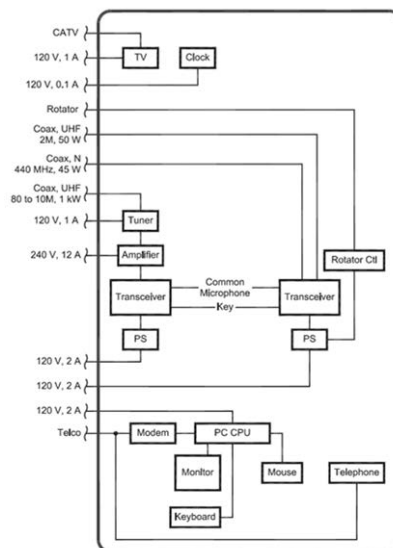 CATV
120 V, 1 A
TV
Clock
120 V, 0.1 A
Rotator
Coax, UHF
2M, 50 W
Coax, N
440 MHz, 45 W
Coax, UHF
80 to 10M, 1 kW
120 V, 1 A
Tuner
240 V, 12 A
Amplifier
Rotator Ctl
Transceiver
Common
Microphone
Key
Transceiver
PS
PS
120 V, 2 A
120 V, 2 A
120 V, 2 A
Telco
Modem
PC CPU
Monitor
Mouse
Telephone
Keyboard